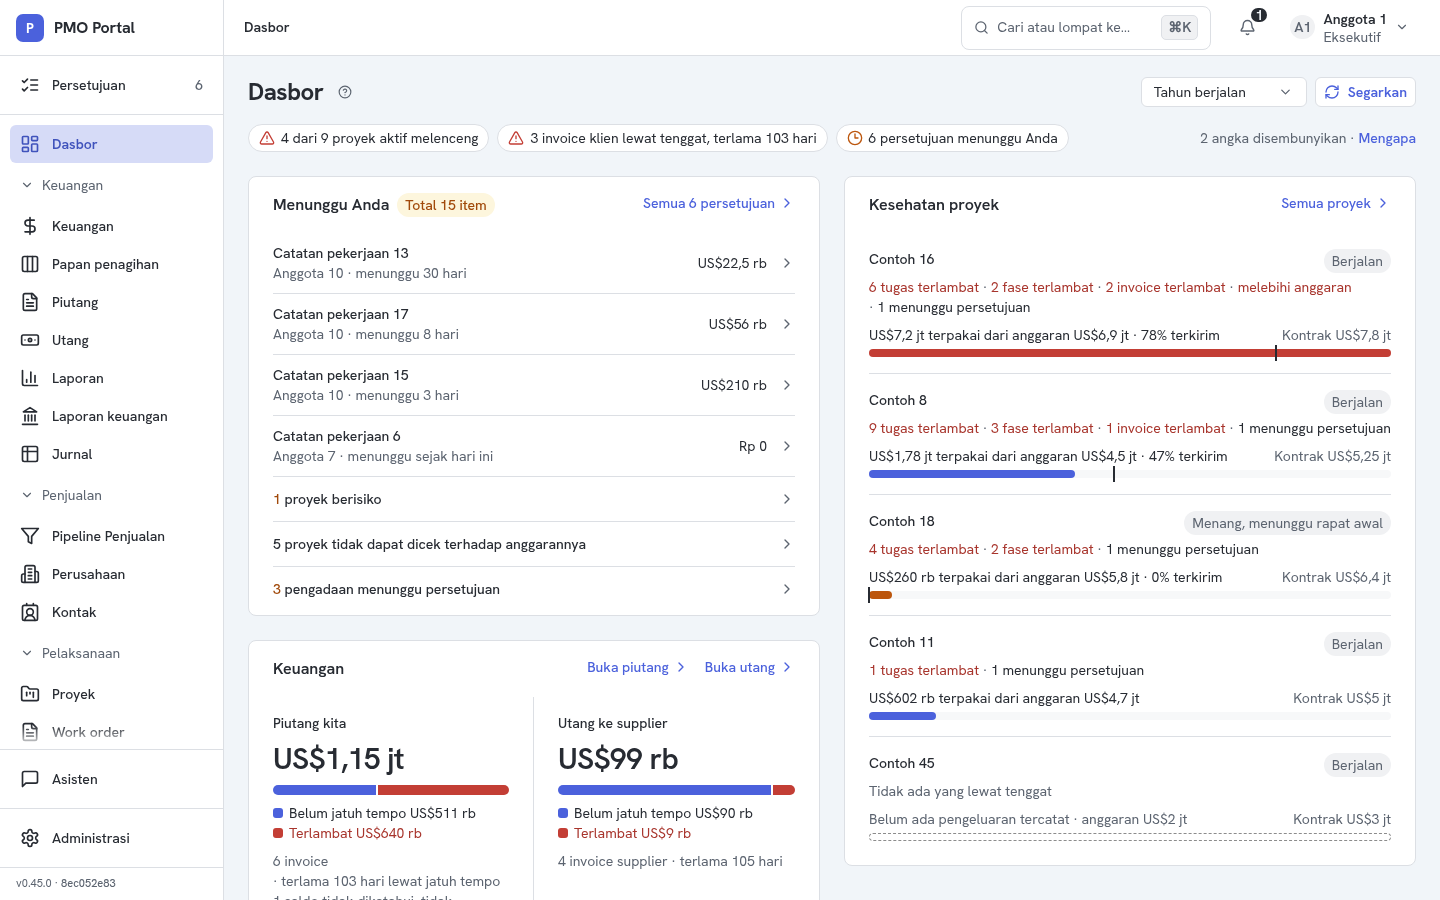 P PMO Portal
Dasbor
Cari atau lompat ke... ⌘K
1
A1
Anggota 1
Eksekutif
Persetujuan 6
Dasbor
Keuangan
Keuangan
Papan penagihan
Piutang
Utang
Laporan
Laporan keuangan
Jurnal
Penjualan
Pipeline Penjualan
Perusahaan
Kontak
Pelaksanaan
Proyek
Work order
Asisten
Administrasi
v0.45.0 · 8ec052e83
Dasbor
Tahun berjalan
Segarkan
4 dari 9 proyek aktif melenceng
3 invoice klien lewat tenggat, terlama 103 hari
6 persetujuan menunggu Anda
2 angka disembunyikan · Mengapa
Menunggu Anda Total 15 item
Semua 6 persetujuan
Catatan pekerjaan 13
Anggota 10 · menunggu 30 hari
US$22,5 rb
Catatan pekerjaan 17
Anggota 10 · menunggu 8 hari
US$56 rb
Catatan pekerjaan 15
Anggota 10 · menunggu 3 hari
US$210 rb
Catatan pekerjaan 6
Anggota 7 · menunggu sejak hari ini
Rp 0
1 proyek berisiko
5 proyek tidak dapat dicek terhadap anggarannya
3 pengadaan menunggu persetujuan
Keuangan
Buka piutang
Buka utang
Piutang kita
US$1,15 jt
Belum jatuh tempo US$511 rb
Terlambat US$640 rb
6 invoice
· terlama 103 hari lewat jatuh tempo
Utang ke supplier
US$99 rb
Belum jatuh tempo US$90 rb
Terlambat US$9 rb
4 invoice supplier · terlama 105 hari
Kesehatan proyek
Semua proyek
Contoh 16
Berjalan
6 tugas terlambat · 2 fase terlambat · 2 invoice terlambat · melebihi anggaran
· 1 menunggu persetujuan
US$7,2 jt terpakai dari anggaran US$6,9 jt · 78% terkirim
Kontrak US$7,8 jt
Contoh 8
Berjalan
9 tugas terlambat · 3 fase terlambat · 1 invoice terlambat · 1 menunggu persetujuan
US$1,78 jt terpakai dari anggaran US$4,5 jt · 47% terkirim
Kontrak US$5,25 jt
Contoh 18
Menang, menunggu rapat awal
4 tugas terlambat · 2 fase terlambat · 1 menunggu persetujuan
US$260 rb terpakai dari anggaran US$5,8 jt · 0% terkirim
Kontrak US$6,4 jt
Contoh 11
Berjalan
1 tugas terlambat · 1 menunggu persetujuan
US$602 rb terpakai dari anggaran US$4,7 jt
Kontrak US$5 jt
Contoh 45
Berjalan
Tidak ada yang lewat tenggat
Belum ada pengeluaran tercatat · anggaran US$2 jt
Kontrak US$3 jt